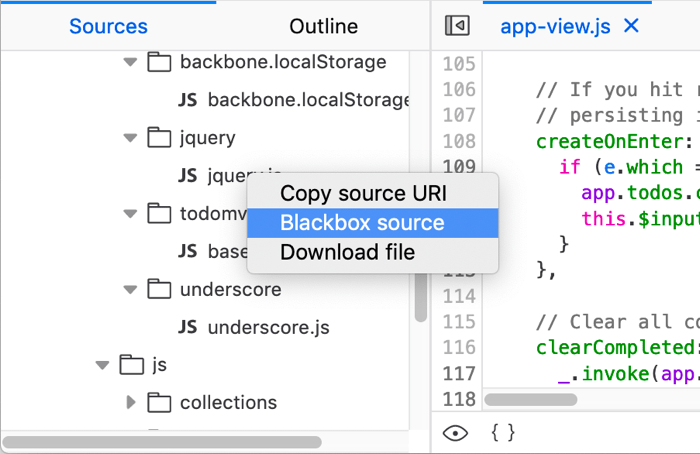 Sources
Outline
app-view.js
backbone.localStorage
JS backbone.localStorage
jquery
JS jquery.js
todomv
JS base
underscore
JS underscore.js
js
collections
Copy source URI
Blackbox source
Download file
105
106 // If you hit
107 // persisting
108 createOnEnter:
109 if (e.which =
app.todos.c
this.$input
}
},
114
115 // Clear all co
116 clearCompleted:
117 _.invoke(app.
118
{ }